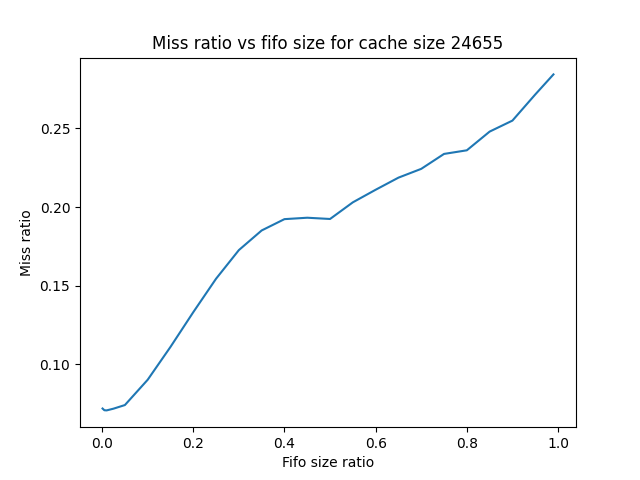 Miss ratio vs fifo size for cache size 24655
Miss ratio
0.25
0.20
0.15
0.10
0.0 0.2 0.4 0.6 0.8 1.0
Fifo size ratio